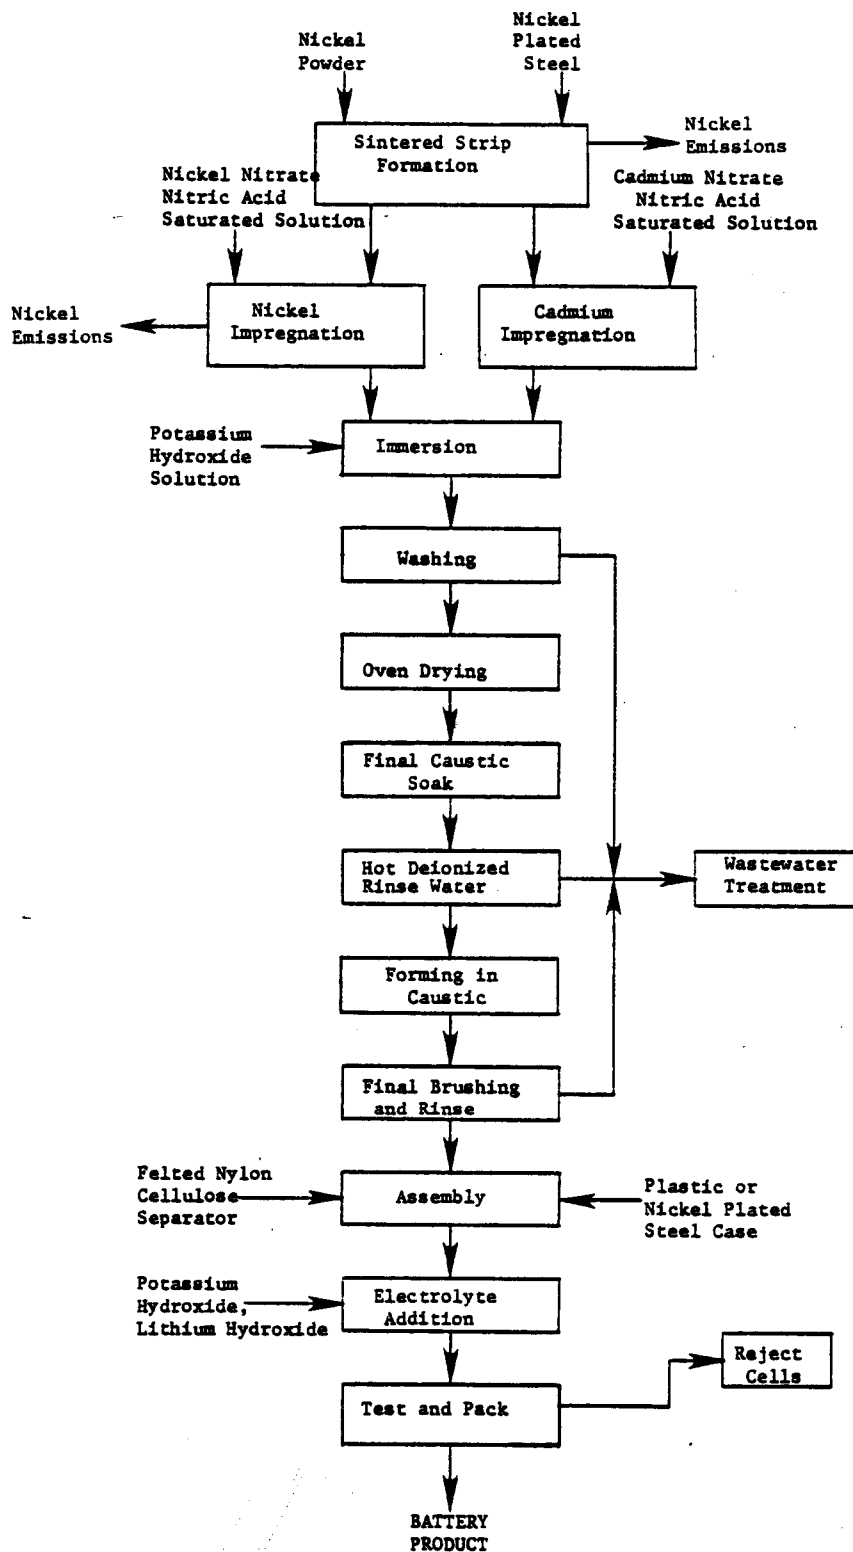 Nickel
Powder
Nickel
Plated
Steel
Sintered Strip
Formation
Nickel
Emissions
Nickel Nitrate
Nitric Acid
Saturated Solution
Cadmium Nitrate
Nitric Acid
Saturated Solution
Nickel
Emissions
Nickel
Impregnation
Cadmium
Impregnation
Potassium
Hydroxide
Solution
Immersion
Washing
Oven Drying
Final Caustic
Soak
Hot Deionized
Rinse Water
Wastewater
Treatment
Forming in
Caustic
Final Brushing
and Rinse
Felted Nylon
Cellulose
Separator
Assembly
Plastic or
Nickel Plated
Steel Case
Potassium
Hydroxide,
Lithium Hydroxide
Electrolyte
Addition
Reject
Cells
Test and Pack
BATTERY
PRODUCT